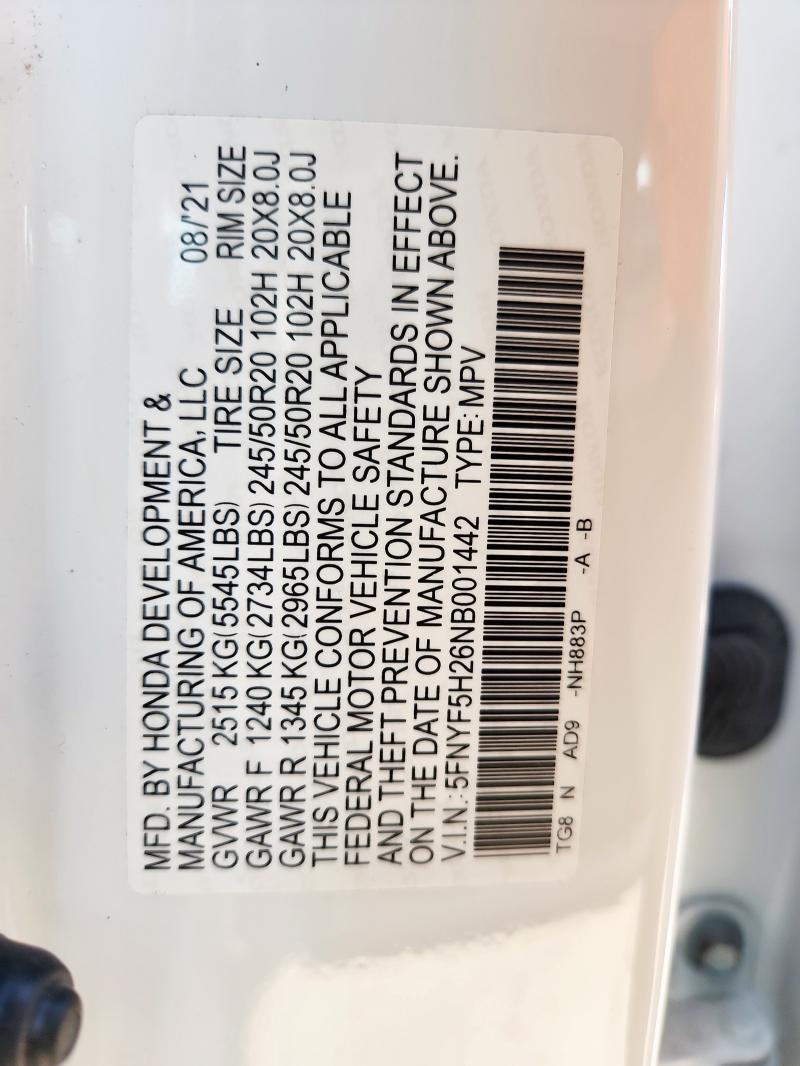 MFD. BY HONDA DEVELOPMENT &
MANUFACTURING OF AMERICA, LLC 08/'21
GVWR 2515 KG(5545LBS) TIRE SIZE RIM SIZE
GAWR F 1240 KG(2734LBS) 245/50R20 102H 20X8.0J
GAWR R 1345 KG(2965LBS) 245/50R20 102H 20X8.0J
THIS VEHICLE CONFORMS TO ALL APPLICABLE
FEDERAL MOTOR VEHICLE SAFETY
AND THEFT PREVENTION STANDARDS IN EFFECT
ON THE DATE OF MANUFACTURE SHOWN ABOVE.
V.I.N.:5FNYF5H26NB001442 TYPE: MPV
TG8 N AD9 -NH883P -A -B